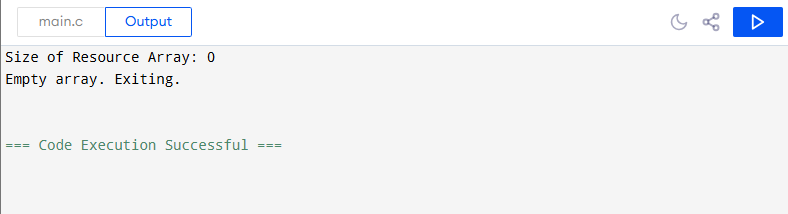 main.c
Output
Size of Resource Array: 0
Empty array. Exiting.
=== Code Execution Successful ===